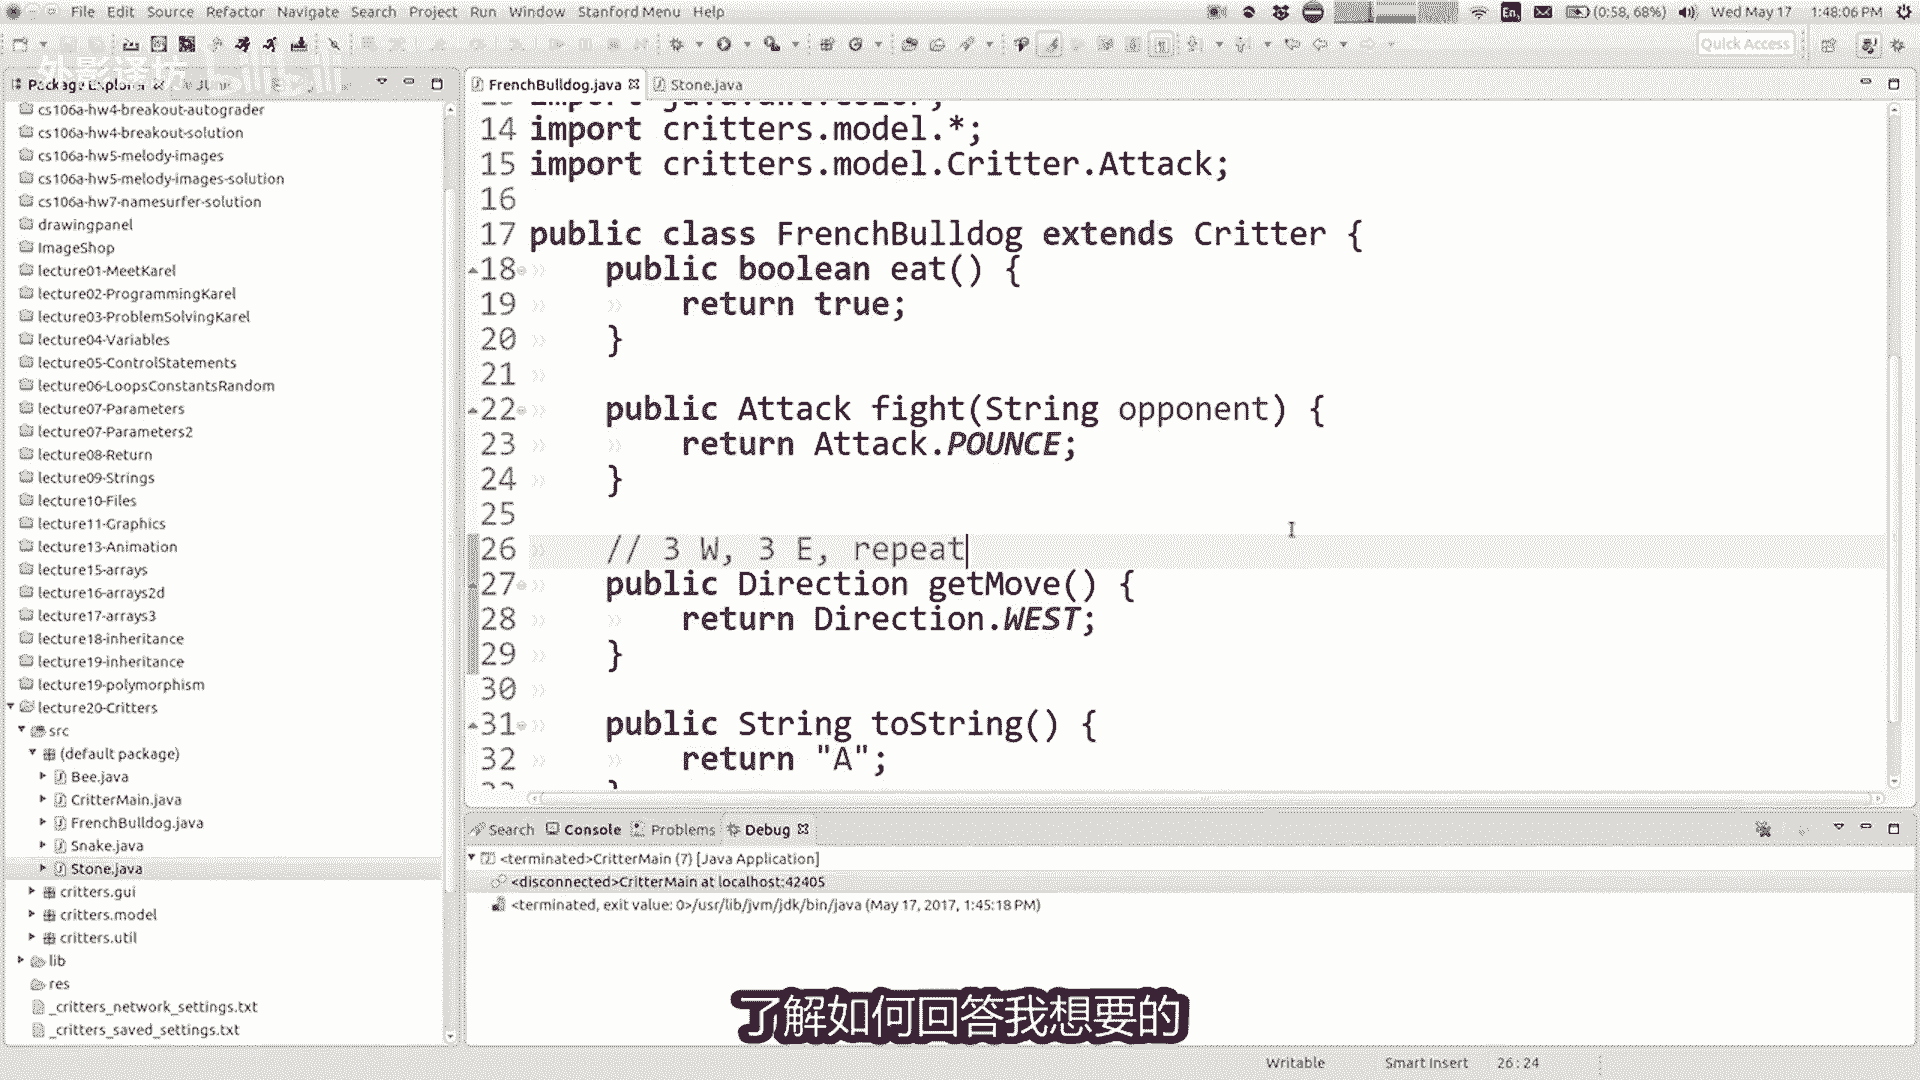 File Edit Source Refactor Navigate Search Project Run Window Stanford Menu Help
En
(0:58, 68%)
Wed May 17 1:48:06 PM
Quick Access
外影译坊 bilibili
Package Explorer
FrenchBulldog.java
Stone.java
cs106a-hw4-breakout-autograder
cs106a-hw4-breakout-solution
cs106a-hw5-melody-images
cs106a-hw5-melody-images-solution
cs106a-hw7-namesurfer-solution
drawingpanel
ImageShop
lecture01-MeetKarel
lecture02-ProgrammingKarel
lecture03-ProblemSolvingKarel
lecture04-Variables
lecture05-ControlStatements
lecture06-LoopsConstantsRandom
lecture07-Parameters
lecture07-Parameters2
lecture08-Return
lecture09-Strings
lecture10-Files
lecture11-Graphics
lecture13-Animation
lecture15-arrays
lecture16-arrays2d
lecture17-arrays3
lecture18-inheritance
lecture19-inheritance
lecture19-polymorphism
lecture20-Critters
src
(default package)
Bee.java
CritterMain.java
FrenchBulldog.java
Snake.java
Stone.java
critters.gui
critters.model
critters.util
lib
res
_critters_network_settings.txt
_critters_saved_settings.txt
14 import critters.model.*;
15 import critters.model.Critter.Attack;
16
17 public class FrenchBulldog extends Critter {
18 public boolean eat() {
19 return true;
20 }
21
22 public Attack fight(String opponent) {
23 return Attack.POUNCE;
24 }
25
26 // 3 W, 3 E, repeat
27 public Direction getMove() {
28 return Direction.WEST;
29 }
30
31 public String toString() {
32 return "A";
Search Console Problems Debug
<terminated>CritterMain (7) [Java Application]
<disconnected>CritterMain at localhost:42405
<terminated, exit value: 0>/usr/lib/jvm/jdk/bin/java (May 17, 2017, 1:45:18 PM)
了解如何回答我想要的
Writable Smart Insert 26:24